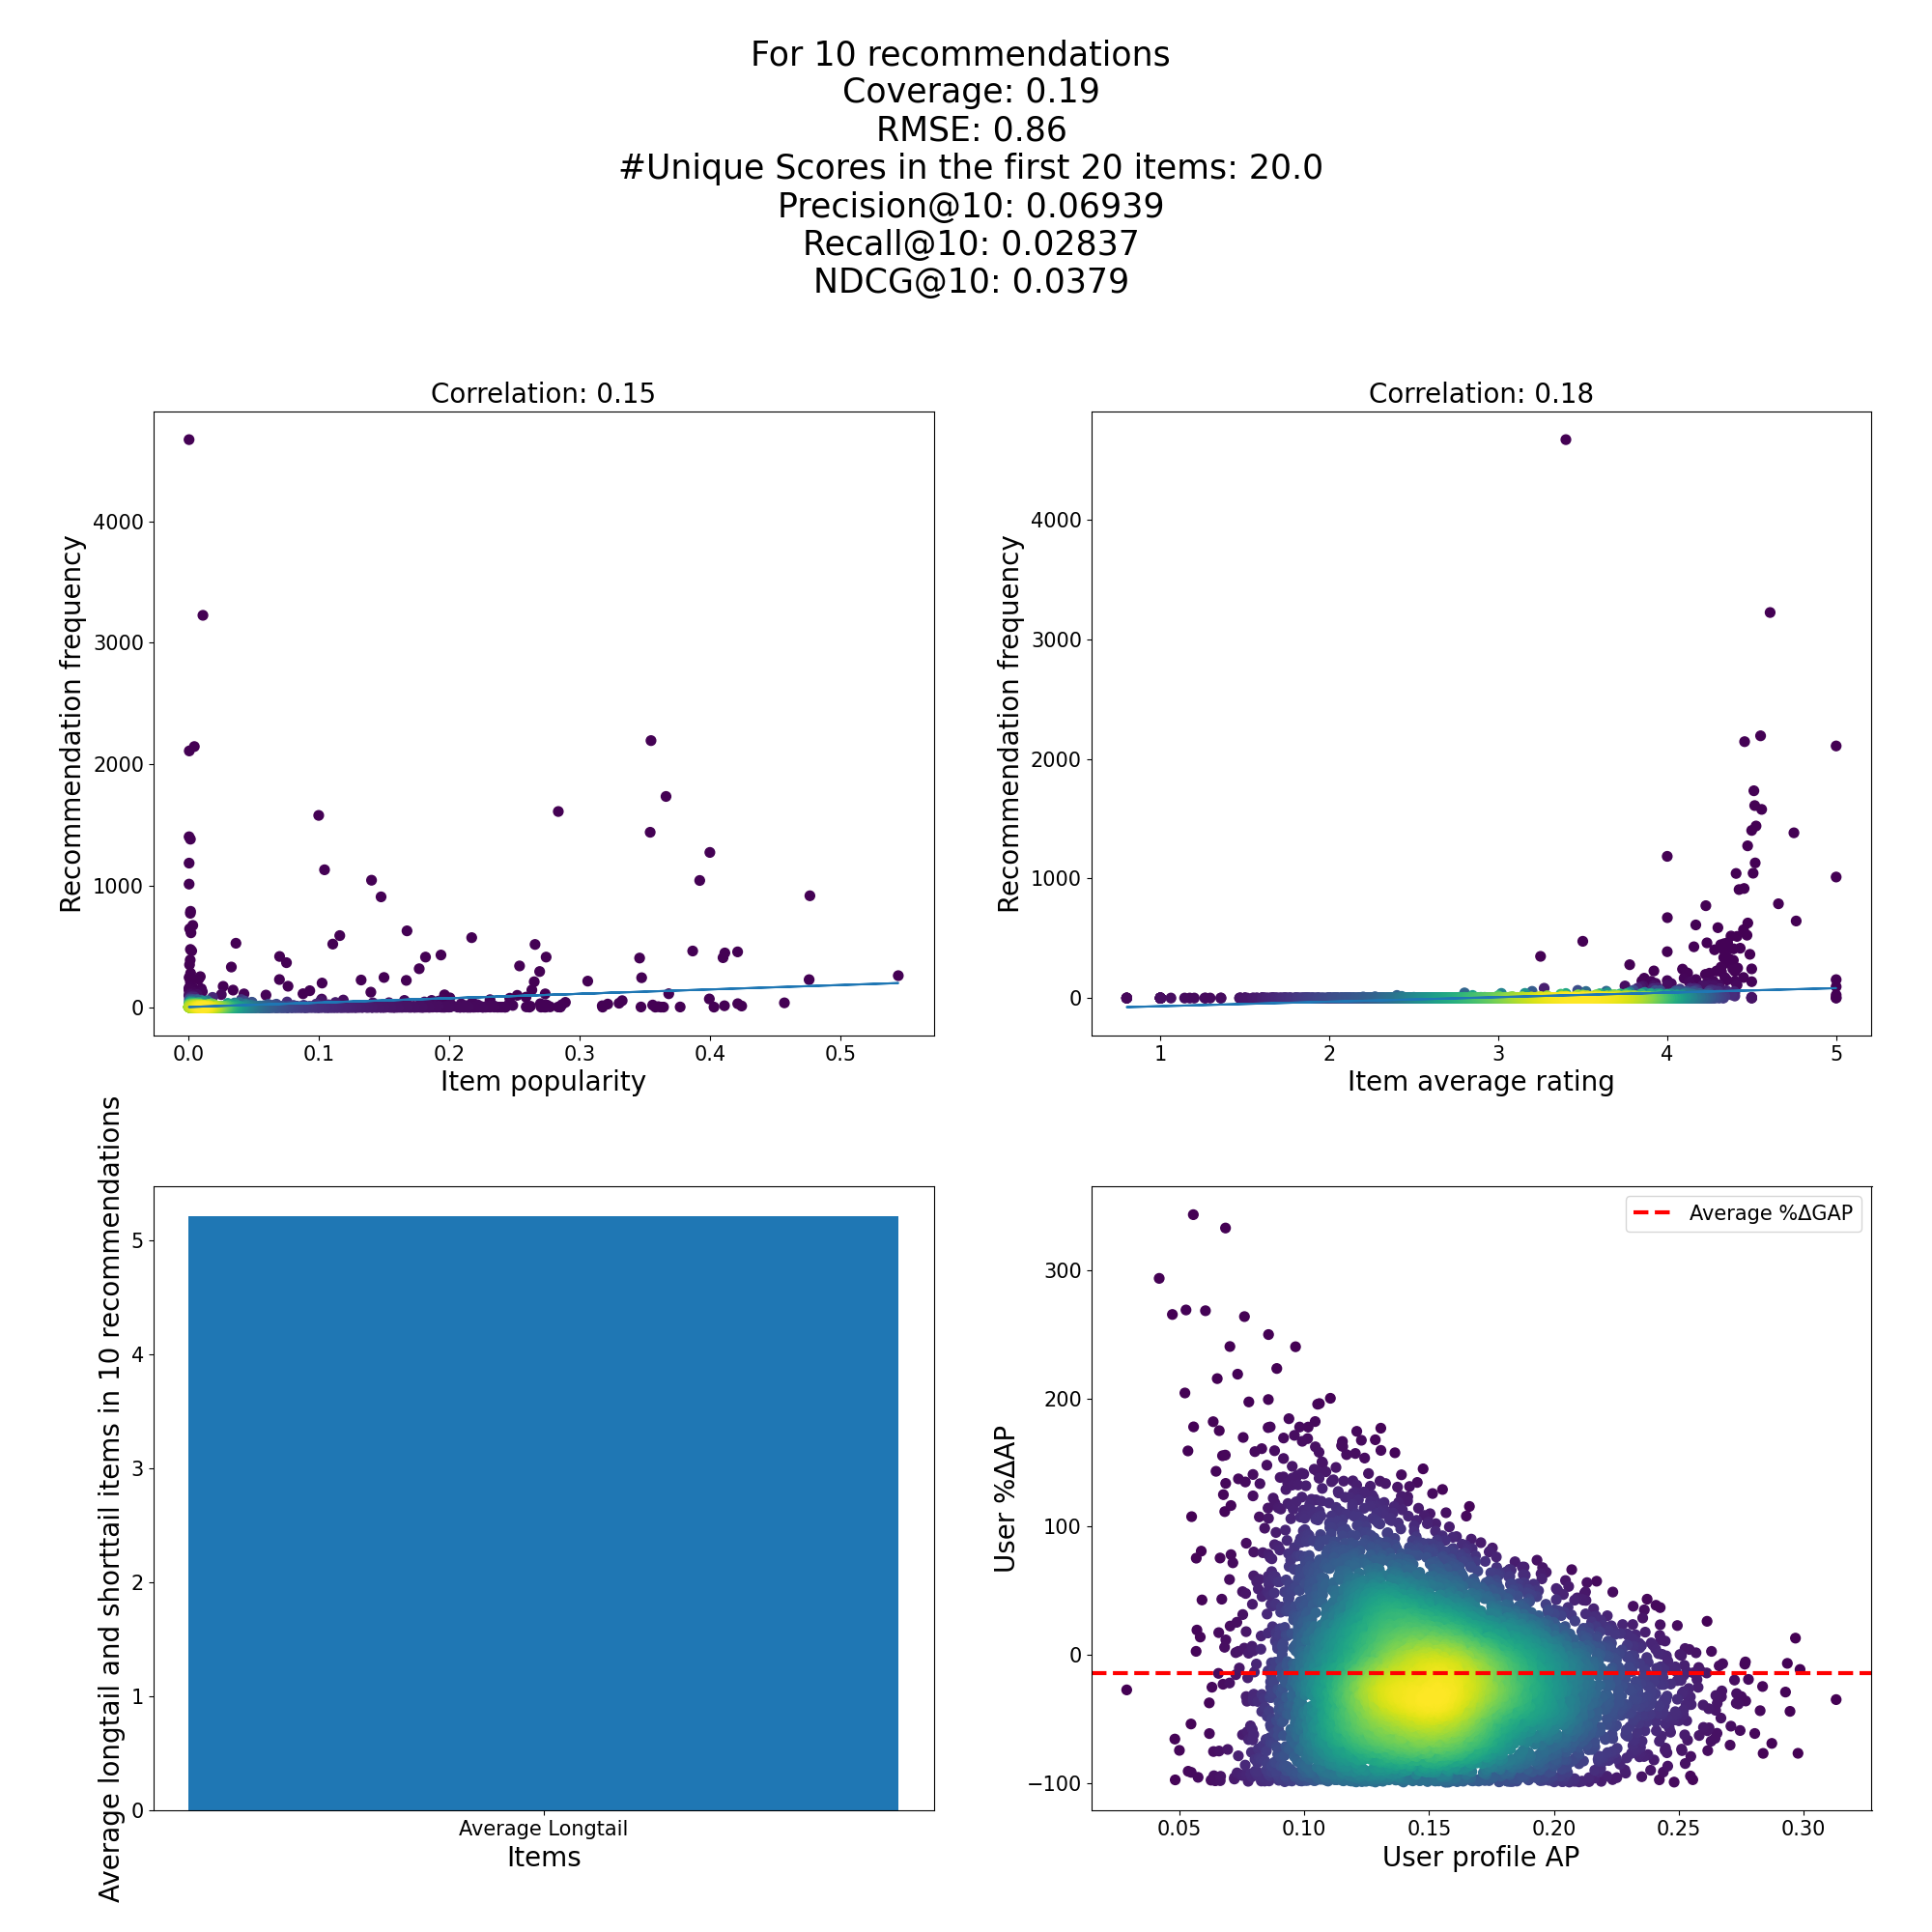 For 10 recommendations
Coverage: 0.19
RMSE: 0.86
#Unique Scores in the first 20 items: 20.0
Precision@10: 0.06939
Recall@10: 0.02837
NDCG@10: 0.0379
Correlation: 0.15
Recommendation frequency
4000
3000
2000
1000
0
0.0 0.1 0.2 0.3 0.4 0.5
Item popularity
Correlation: 0.18
Recommendation frequency
4000
3000
2000
1000
0
1 2 3 4 5
Item average rating
Average longtail and shorttail items in 10 recommendations
5
4
3
2
1
0
Average Longtail
Items
Average %ΔGAP
User %ΔAP
300
200
100
0
−100
0.05 0.10 0.15 0.20 0.25 0.30
User profile AP